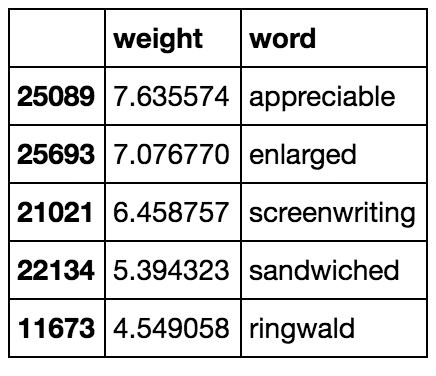 weight word
25089 7.635574 appreciable
25693 7.076770 enlarged
21021 6.458757 screenwriting
22134 5.394323 sandwiched
11673 4.549058 ringwald